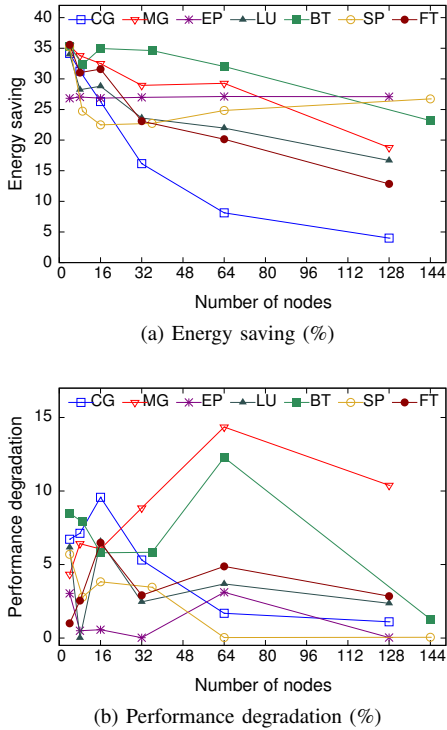 CG MG EP LU BT SP FT
40
35
30
25
20
15
10
5
0
Energy saving
0 16 32 48 64 80 96 112 128 144
Number of nodes
(a) Energy saving (%)
CG MG EP LU BT SP FT
15
10
5
0
Performance degradation
0 16 32 48 64 80 96 112 128 144
Number of nodes
(b) Performance degradation (%)